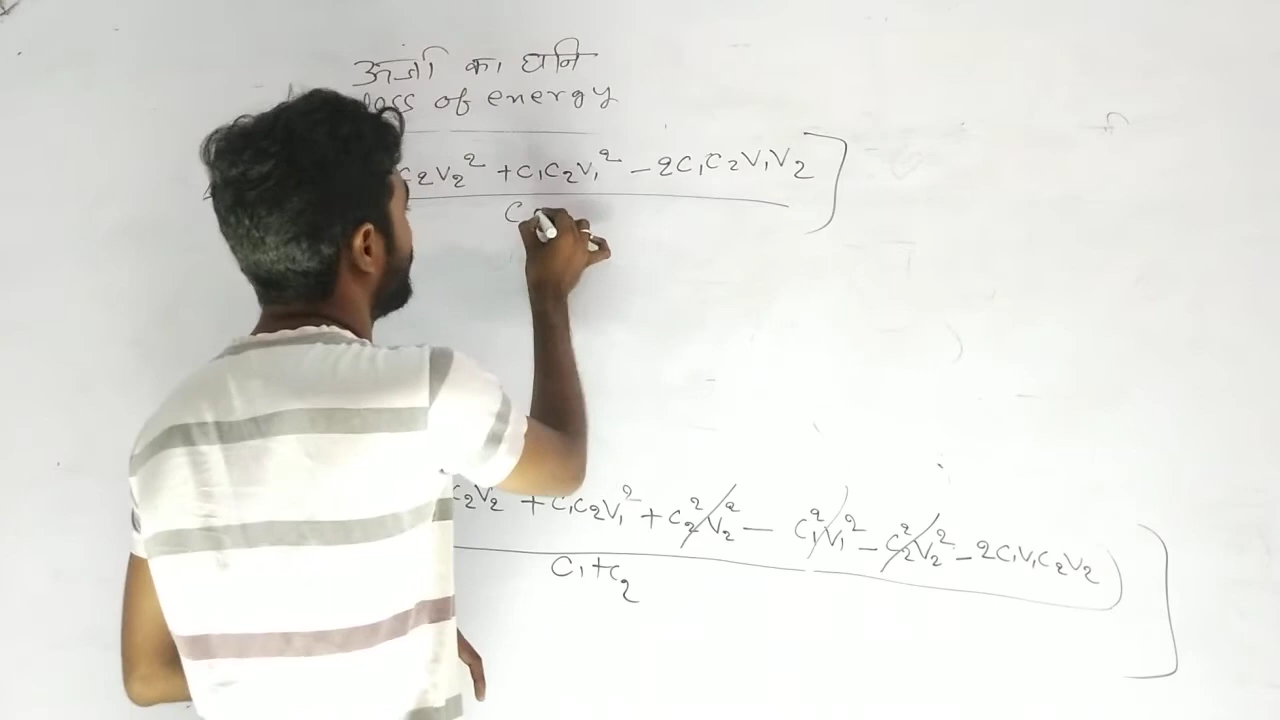 ऊर्जा का घानि
loss of energy
C₂V₂² + C₁C₂V₁² − 2C₁C₂V₁V₂]
C
C₂V₂ + C₁C₂V₁² + C₂²V₂² − C₁²V₁² − C₂²V₂² − 2C₁V₁C₂V₂)]
C₁+C₂